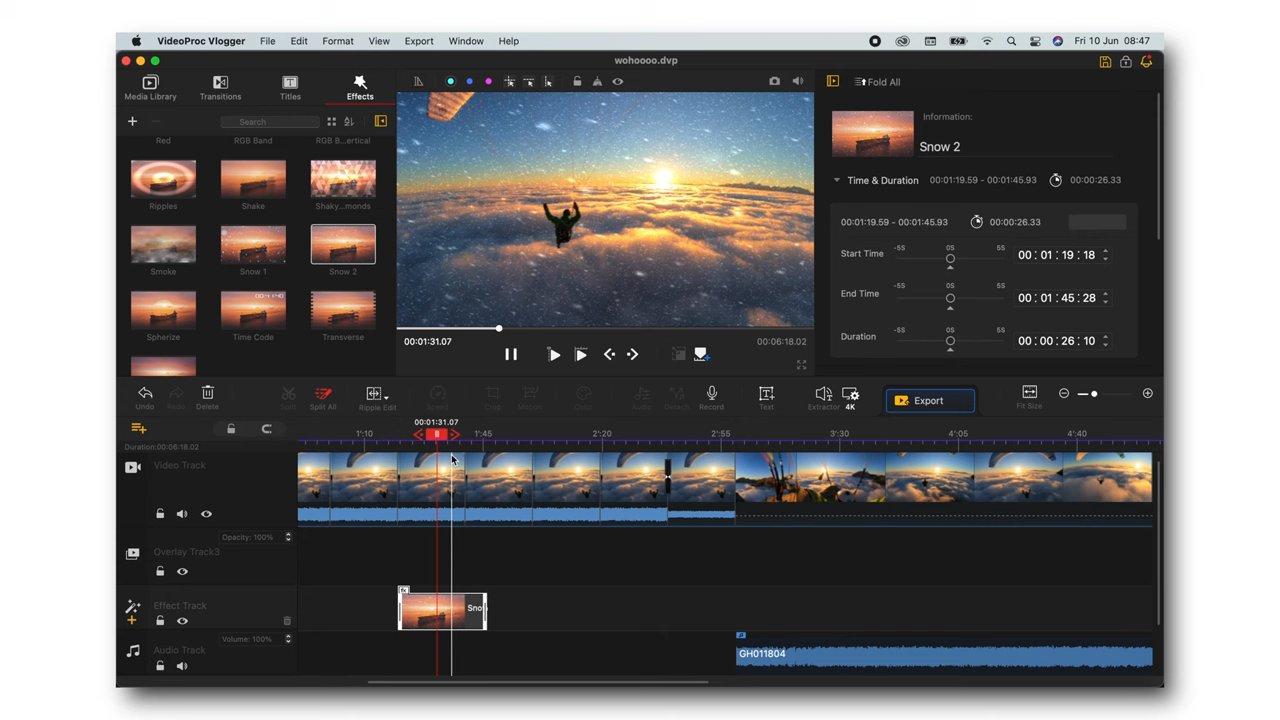 VideoProc Vlogger File Edit Format View Export Window Help Fri 10 Jun 08:47
wohoooo.dvp
Media Library Transitions Titles Effects
Fold All
Search
Red RGB Band RGB B...ertical
Ripples Shake Shaky...monds
Smoke Snow 1 Snow 2
Spherize Time Code Transverse
00:01:31.07 00:06:18.02
Information:
Snow 2
Time & Duration 00:01:19.59 - 00:01:45.93 00:00:26.33
00:01:19.59 - 00:01:45.93 00:00:26.33
Start Time -5S 0S 5S 00 : 01 : 19 : 18
End Time -5S 0S 5S 00 : 01 : 45 : 28
Duration -5S 0S 5S 00 : 00 : 26 : 10
Undo Redo Delete Split Split All Ripple Edit Speed Crop Motion Color Audio Detach Record Text Extractor 4K Export Fit Size
00:01:31.07
1':10 1':45 2':20 2':55 3':30 4':05 4':40
Duration:00:06:18.02
Video Track
Opacity: 100%
Overlay Track3
Effect Track
Snow
Volume: 100%
Audio Track
GH011804